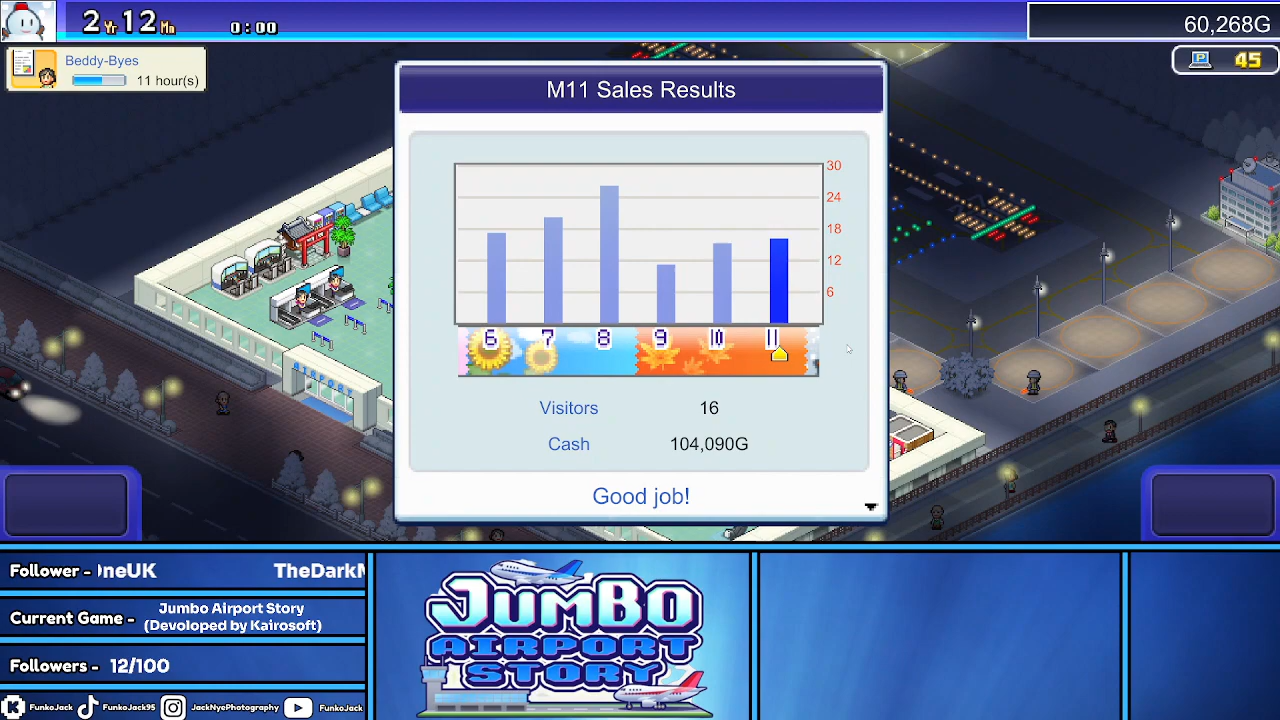 2 Yr 12 Mn 0:00
60,268G
Beddy-Byes
11 hour(s)
P 45
M11 Sales Results
30
24
18
12
6
6 7 8 9 10 11
Visitors 16
Cash 104,090G
Good job!
AIRPORT
Follower - neUK TheDark
Current Game - Jumbo Airport Story
(Devoloped by Kairosoft)
Followers - 12/100
FunkoJack FunkoJack95 JackNyePhotography FunkoJack
JUMBO
AIRPORT
STORY